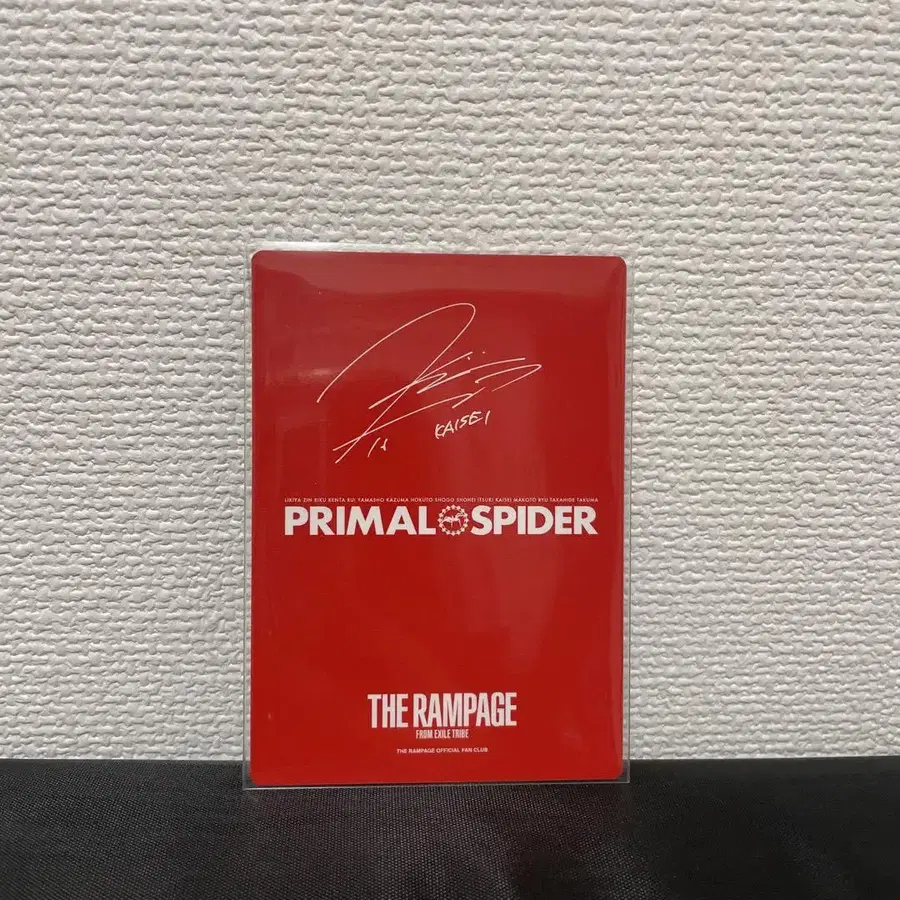 KAISEI
LIKIYA ZIN RIKU KENTA RUI YAMASHO KAZUMA HOKUTO SHOGO SHOHEI ITSUKI KAISEI MAKOTO RYU TAKAHIDE TAKUMA
PRIMAL SPIDER
THE RAMPAGE
FROM EXILE TRIBE
THE RAMPAGE OFFICIAL FAN CLUB